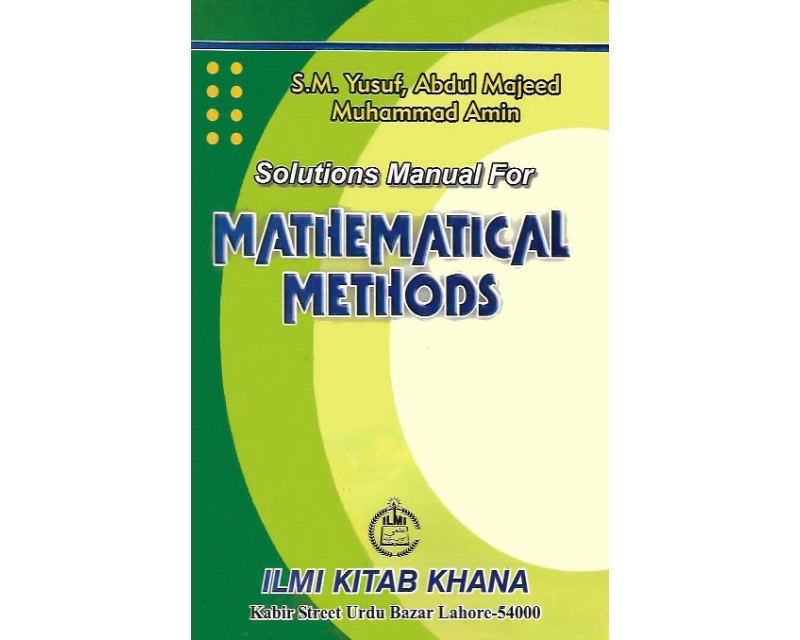 S.M. Yusuf, Abdul Majeed
Muhammad Amin
Solutions Manual For
MATHEMATICAL
METHODS
ILMI
ILMI KITAB KHANA
Kabir Street Urdu Bazar Lahore-54000